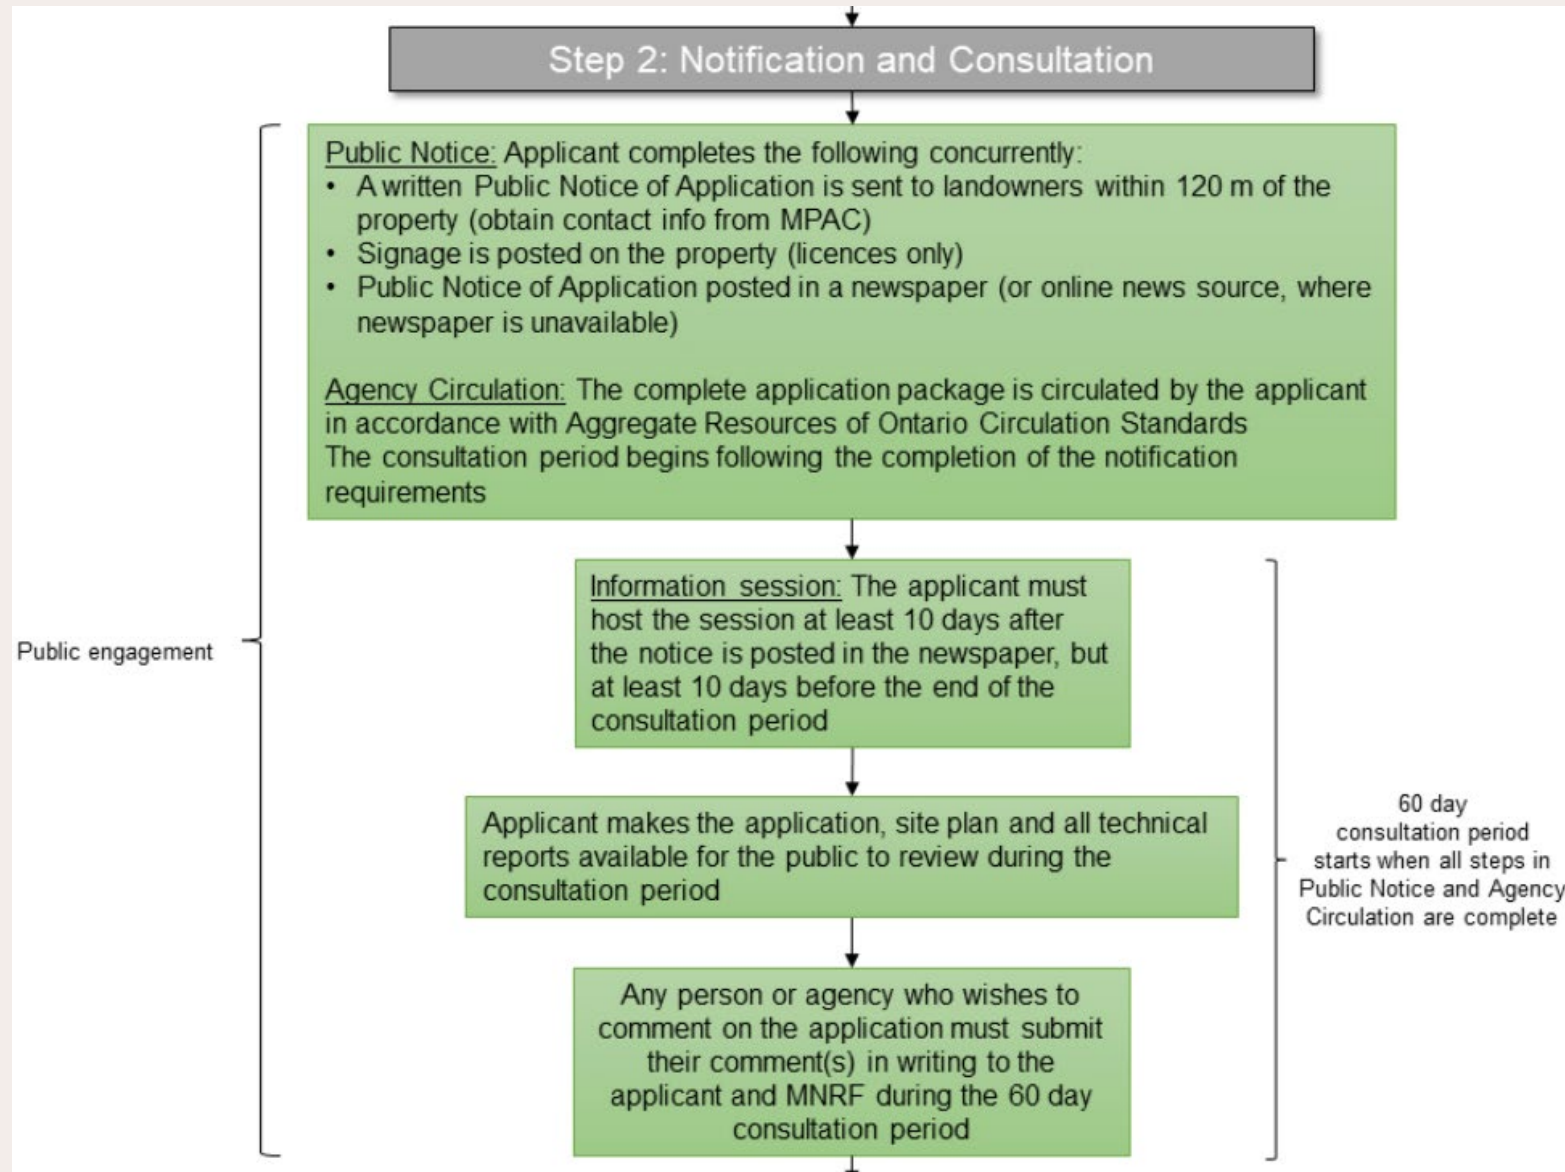 Step 2: Notification and Consultation
Public Notice: Applicant completes the following concurrently:
• A written Public Notice of Application is sent to landowners within 120 m of the
property (obtain contact info from MPAC)
• Signage is posted on the property (licences only)
• Public Notice of Application posted in a newspaper (or online news source, where
newspaper is unavailable)
Agency Circulation: The complete application package is circulated by the applicant
in accordance with Aggregate Resources of Ontario Circulation Standards
The consultation period begins following the completion of the notification
requirements
Public engagement
Information session: The applicant must
host the session at least 10 days after
the notice is posted in the newspaper, but
at least 10 days before the end of the
consultation period
Applicant makes the application, site plan and all technical
reports available for the public to review during the
consultation period
Any person or agency who wishes to
comment on the application must submit
their comment(s) in writing to the
applicant and MNRF during the 60 day
consultation period
60 day
consultation period
starts when all steps in
Public Notice and Agency
Circulation are complete